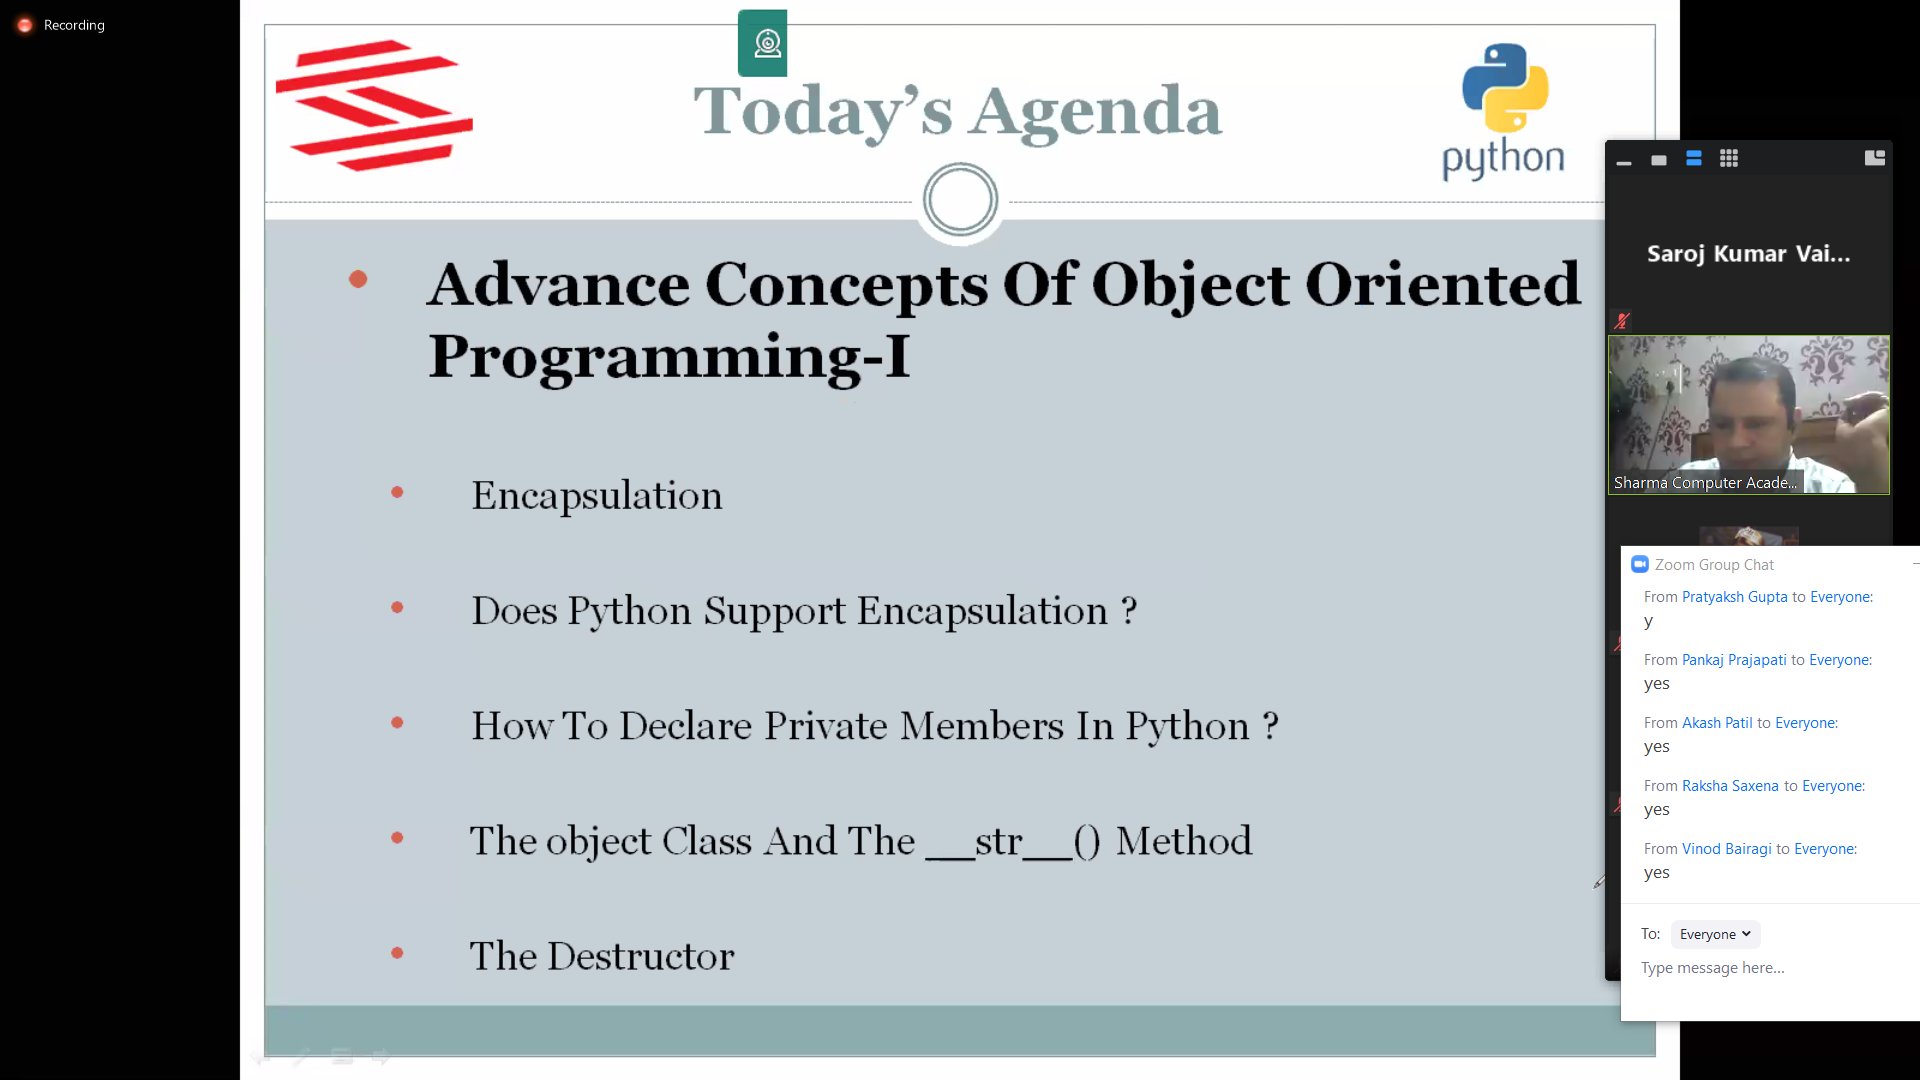 Recording
Today's Agenda
python
Advance Concepts Of Object Oriented
Programming-I
Encapsulation
Does Python Support Encapsulation ?
How To Declare Private Members In Python ?
The object Class And The __str__() Method
The Destructor
Saroj Kumar Vai...
Sharma Computer Acade...
Zoom Group Chat
From Pratyaksh Gupta to Everyone:
y
From Pankaj Prajapati to Everyone:
yes
From Akash Patil to Everyone:
yes
From Raksha Saxena to Everyone:
yes
From Vinod Bairagi to Everyone:
yes
To: Everyone
Type message here...